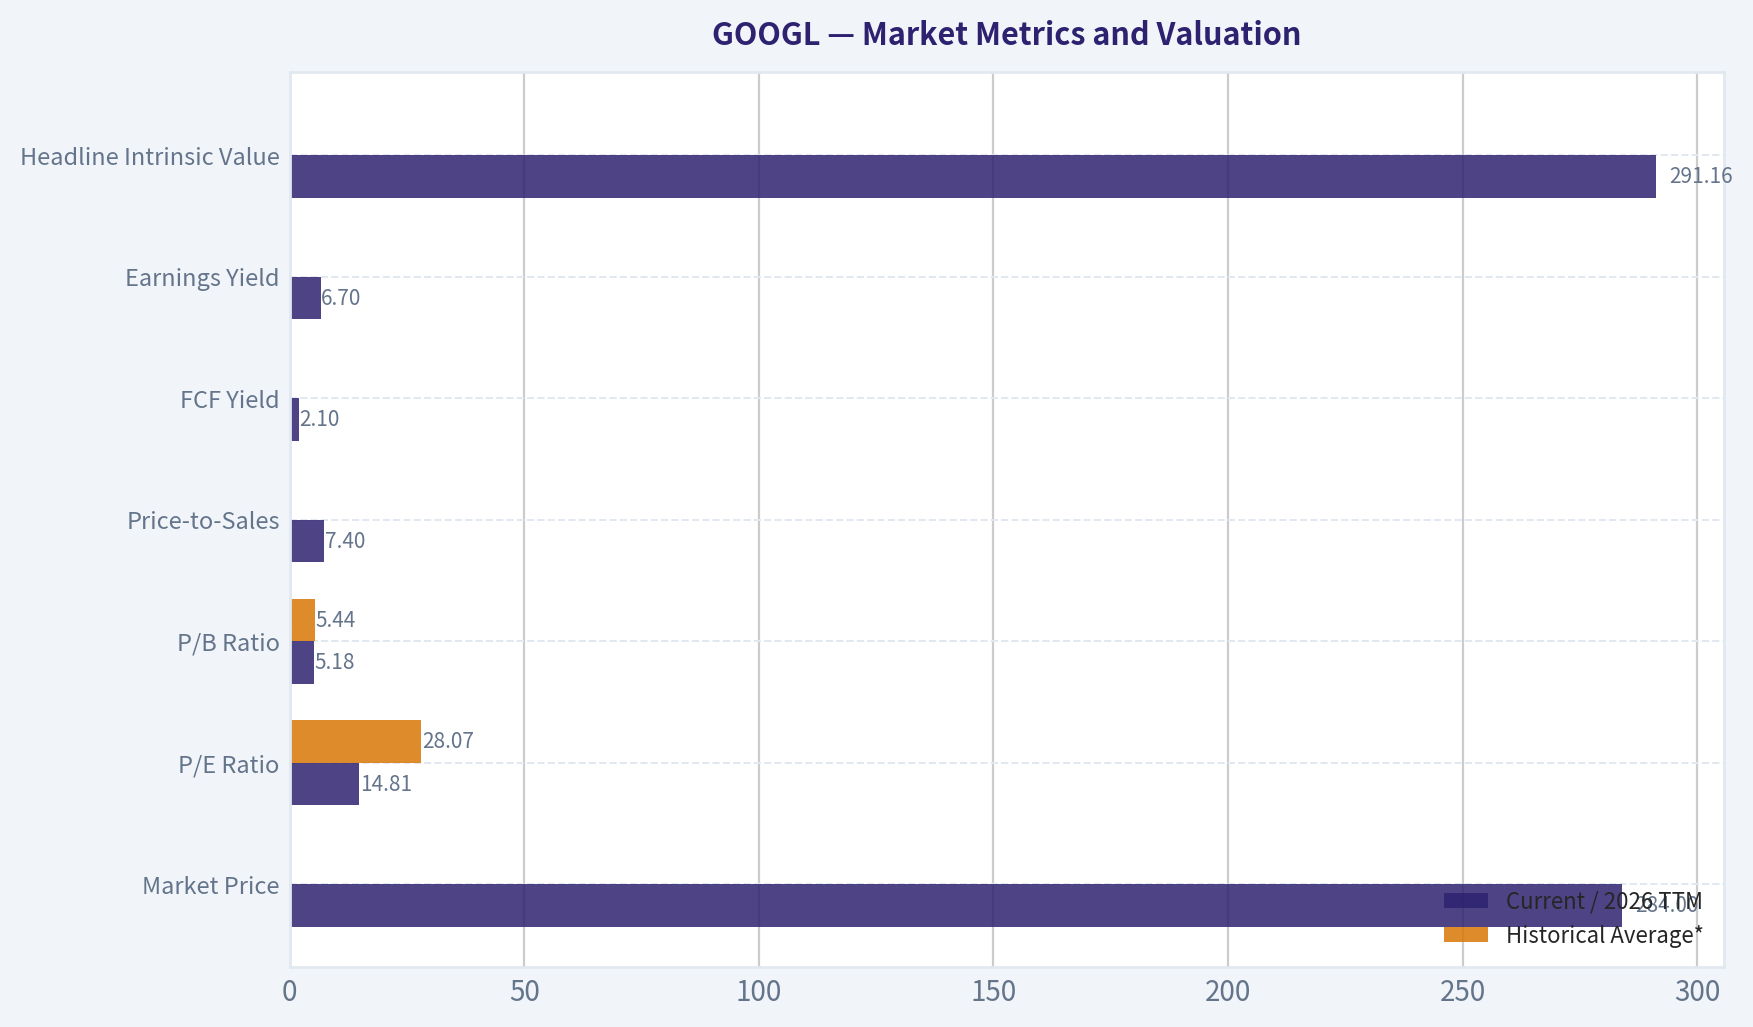 GOOGL — Market Metrics and Valuation
Headline Intrinsic Value
291.16
Earnings Yield
6.70
FCF Yield
2.10
Price-to-Sales
7.40
5.44
P/B Ratio
5.18
28.07
P/E Ratio
14.81
Market Price
284.00
Current / 2026 TTM
Historical Average*
0 50 100 150 200 250 300